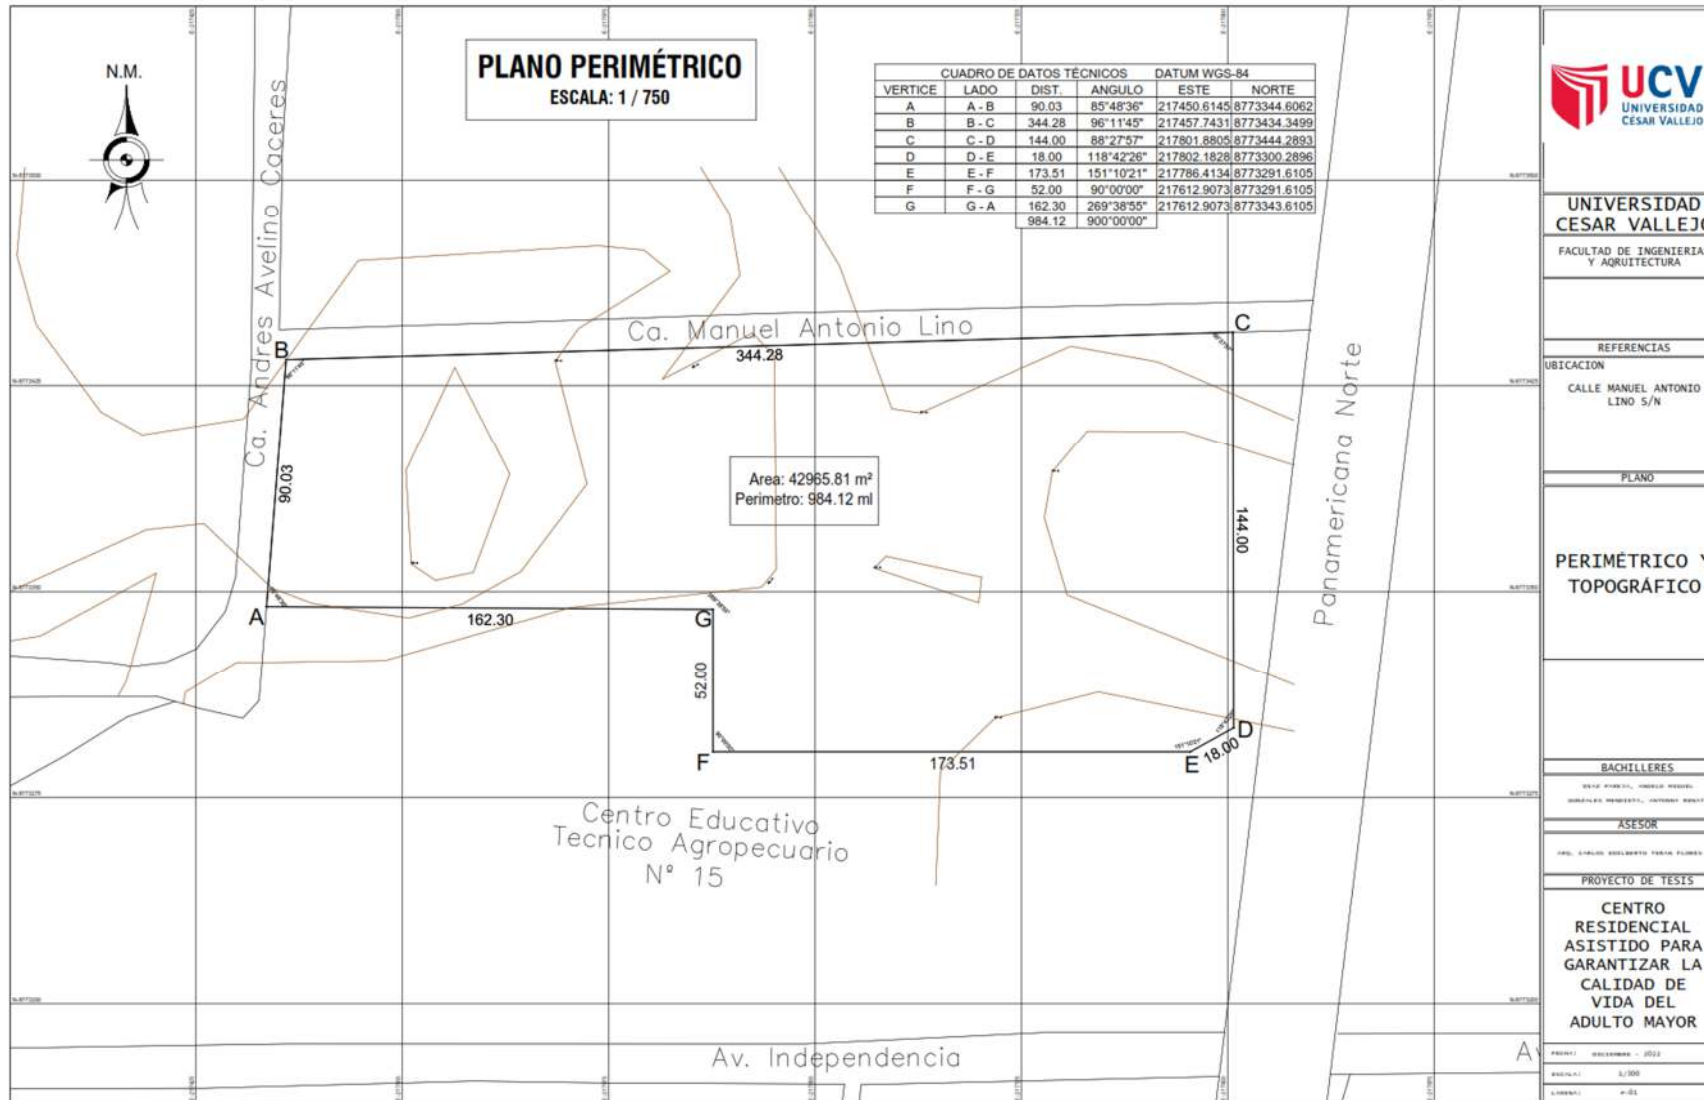 N.M.
PLANO PERIMÉTRICO
ESCALA: 1 / 750
CUADRO DE DATOS TÉCNICOS DATUM WGS-84
VERTICE LADO DIST. ANGULO ESTE NORTE
A A - B 90.03 85°48'36" 217450.6145 8773344.6062
B B - C 344.28 96°11'45" 217457.7431 8773434.3499
C C - D 144.00 88°27'57" 217801.8805 8773444.2893
D D - E 18.00 118°42'26" 217802.1828 8773300.2896
E E - F 173.51 151°10'21" 217786.4134 8773291.6105
F F - G 52.00 90°00'00" 217612.9073 8773291.6105
G G - A 162.30 269°38'55" 217612.9073 8773343.6105
984.12 900°00'00"
Ca. Andres Avelino Caceres
Ca. Manuel Antonio Lino
344.28
B
C
90.03
Area: 42965.81 m²
Perimetro: 984.12 ml
144.00
Panamericana Norte
A
162.30
G
52.00
F
173.51
E
18.00
D
Centro Educativo
Tecnico Agropecuario
N° 15
Av. Independencia
UCV
UNIVERSIDAD
CÉSAR VALLEJO
UNIVERSIDAD
CESAR VALLEJO
FACULTAD DE INGENIERIA
Y AQRUITECTURA
REFERENCIAS
UBICACION
CALLE MANUEL ANTONIO
LINO S/N
PLANO
PERIMÉTRICO Y
TOPOGRÁFICO
BACHILLERES
ASESOR
PROYECTO DE TESIS
CENTRO
RESIDENCIAL
ASISTIDO PARA
GARANTIZAR LA
CALIDAD DE
VIDA DEL
ADULTO MAYOR